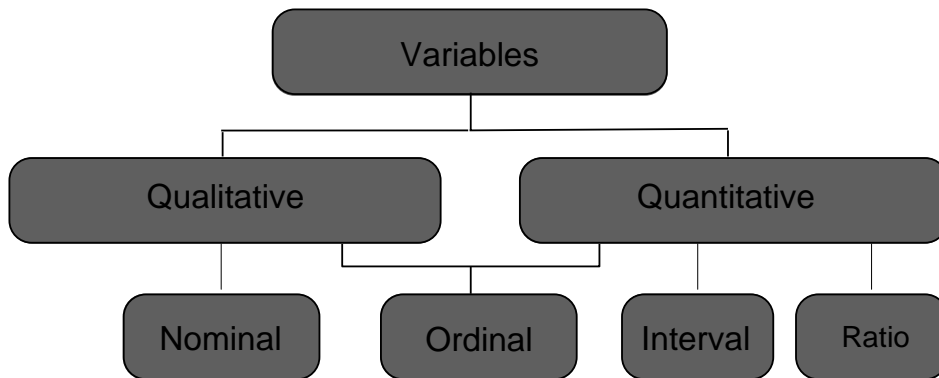 Variables
Qualitative
Quantitative
Nominal
Ordinal
Interval
Ratio